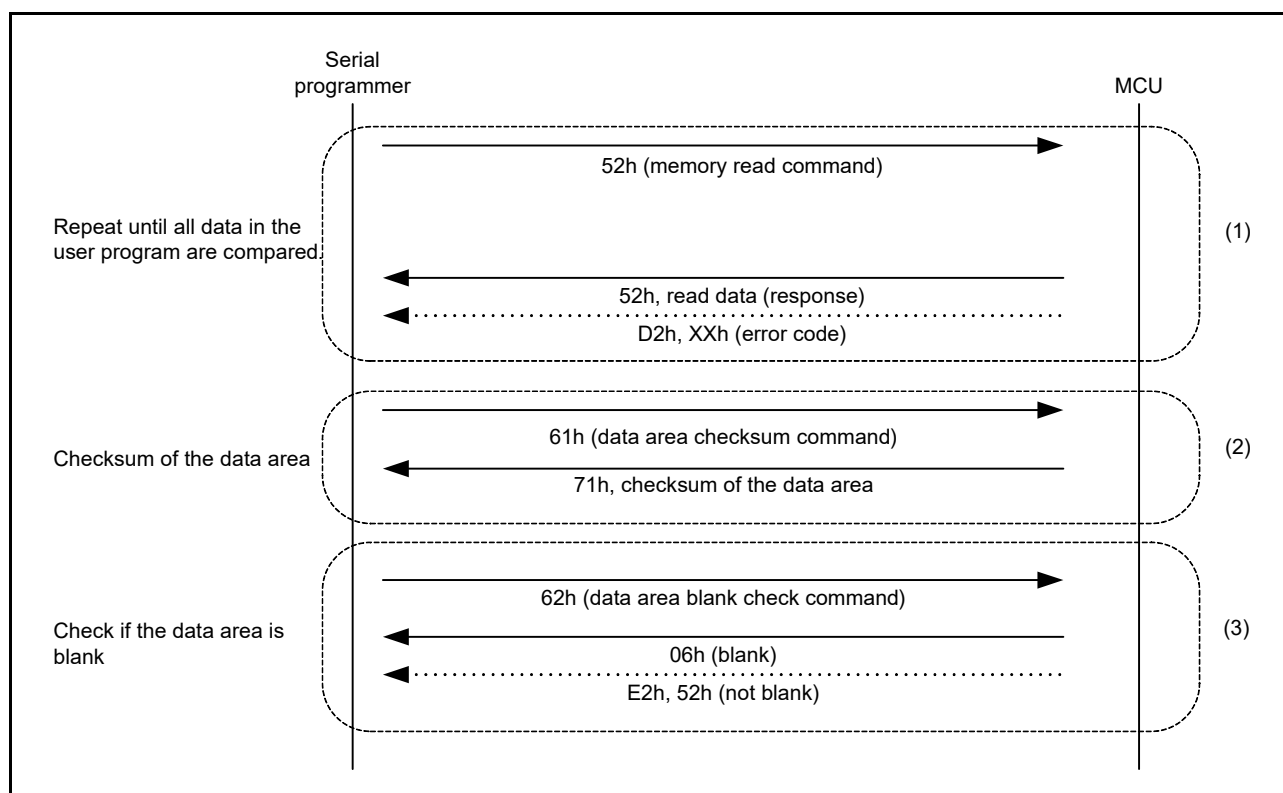 Serial
programmer
MCU
52h (memory read command)
Repeat until all data in the
user program are compared.
(1)
52h, read data (response)
D2h, XXh (error code)
61h (data area checksum command)
Checksum of the data area
(2)
71h, checksum of the data area
62h (data area blank check command)
Check if the data area is
blank
(3)
06h (blank)
E2h, 52h (not blank)